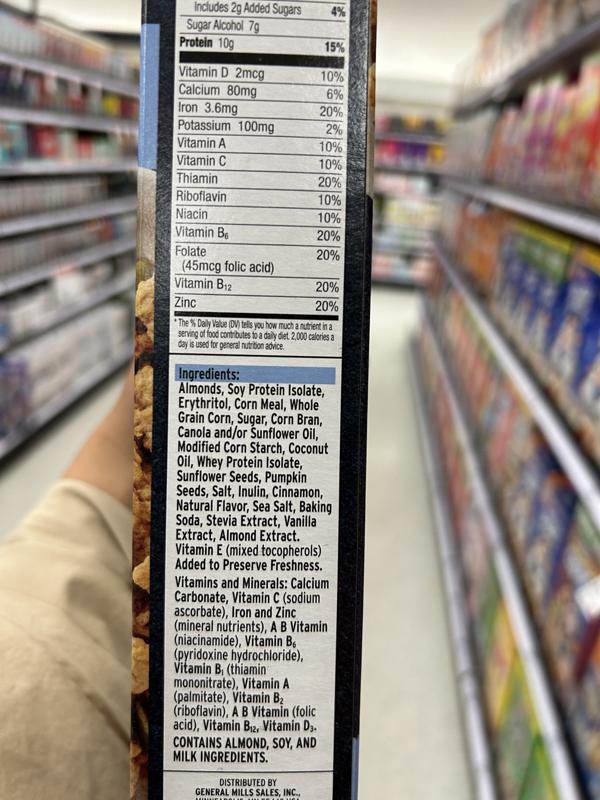 Includes 2g Added Sugars 4%
Sugar Alcohol 7g
Protein 10g 15%
Vitamin D 2mcg 10%
Calcium 80mg 6%
Iron 3.6mg 20%
Potassium 100mg 2%
Vitamin A 10%
Vitamin C 10%
Thiamin 20%
Riboflavin 10%
Niacin 10%
Vitamin B₆ 20%
Folate 20%
(45mcg folic acid)
Vitamin B₁₂ 20%
Zinc 20%
* The % Daily Value (DV) tells you how much a nutrient in a
serving of food contributes to a daily diet. 2,000 calories a
day is used for general nutrition advice.
Ingredients:
Almonds, Soy Protein Isolate,
Erythritol, Corn Meal, Whole
Grain Corn, Sugar, Corn Bran,
Canola and/or Sunflower Oil,
Modified Corn Starch, Coconut
Oil, Whey Protein Isolate,
Sunflower Seeds, Pumpkin
Seeds, Salt, Inulin, Cinnamon,
Natural Flavor, Sea Salt, Baking
Soda, Stevia Extract, Vanilla
Extract, Almond Extract.
Vitamin E (mixed tocopherols)
Added to Preserve Freshness.
Vitamins and Minerals: Calcium
Carbonate, Vitamin C (sodium
ascorbate), Iron and Zinc
(mineral nutrients), A B Vitamin
(niacinamide), Vitamin B₆
(pyridoxine hydrochloride),
Vitamin B₁ (thiamin
mononitrate), Vitamin A
(palmitate), Vitamin B₂
(riboflavin), A B Vitamin (folic
acid), Vitamin B₁₂, Vitamin D₃.
CONTAINS ALMOND, SOY, AND
MILK INGREDIENTS.
DISTRIBUTED BY
GENERAL MILLS SALES, INC.,